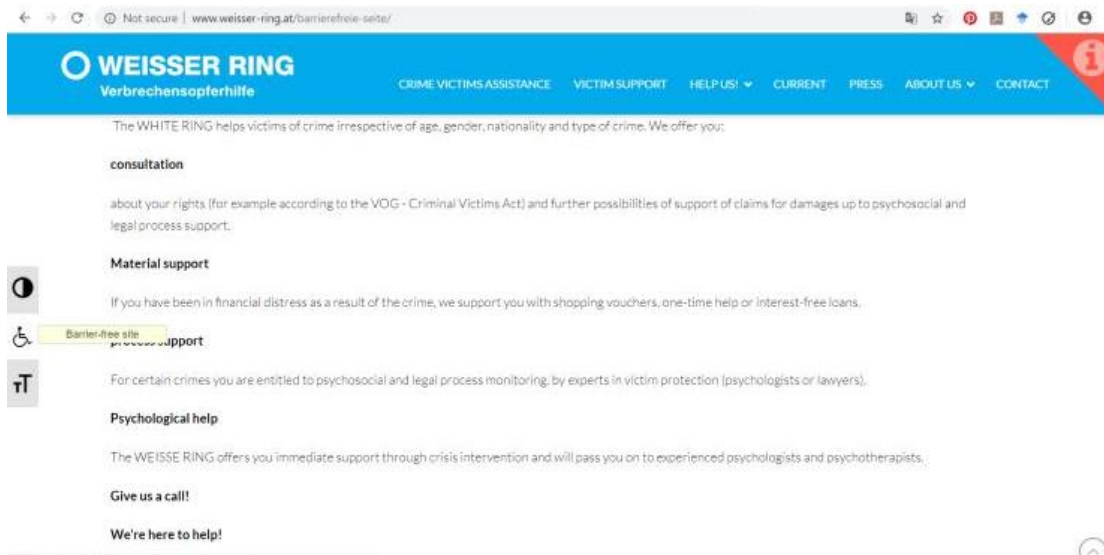 Not secure | www.weisser-ring.at/barrierefreie-seite/
WEISSER RING
Verbrechensopferhilfe
CRIME VICTIMS ASSISTANCE VICTIM SUPPORT HELP US! CURRENT PRESS ABOUT US CONTACT
The WHITE RING helps victims of crime irrespective of age, gender, nationality and type of crime. We offer you:
consultation
about your rights (for example according to the VOG - Criminal Victims Act) and further possibilities of support of claims for damages up to psychosocial and
legal process support.
Material support
If you have been in financial distress as a result of the crime, we support you with shopping vouchers, one-time help or interest-free loans.
Barrier-free site
process support
For certain crimes you are entitled to psychosocial and legal process monitoring, by experts in victim protection (psychologists or lawyers).
TT
Psychological help
The WEISSE RING offers you immediate support through crisis intervention and will pass you on to experienced psychologists and psychotherapists.
Give us a call!
We're here to help!